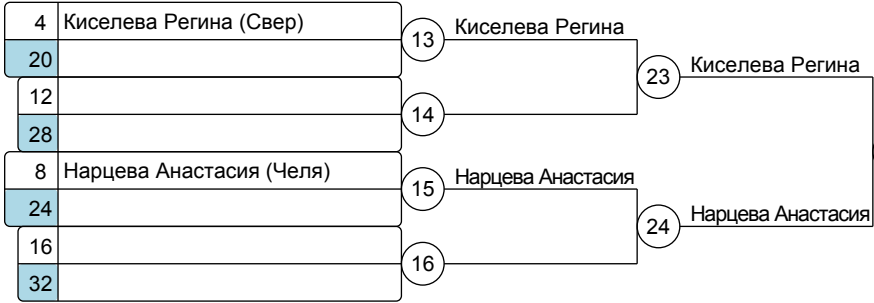 4 Киселева Регина (Свер)
20
12
28
8 Нарцева Анастасия (Челя)
24
16
32
13 Киселева Регина
14
15 Нарцева Анастасия
16
23 Киселева Регина
24 Нарцева Анастасия